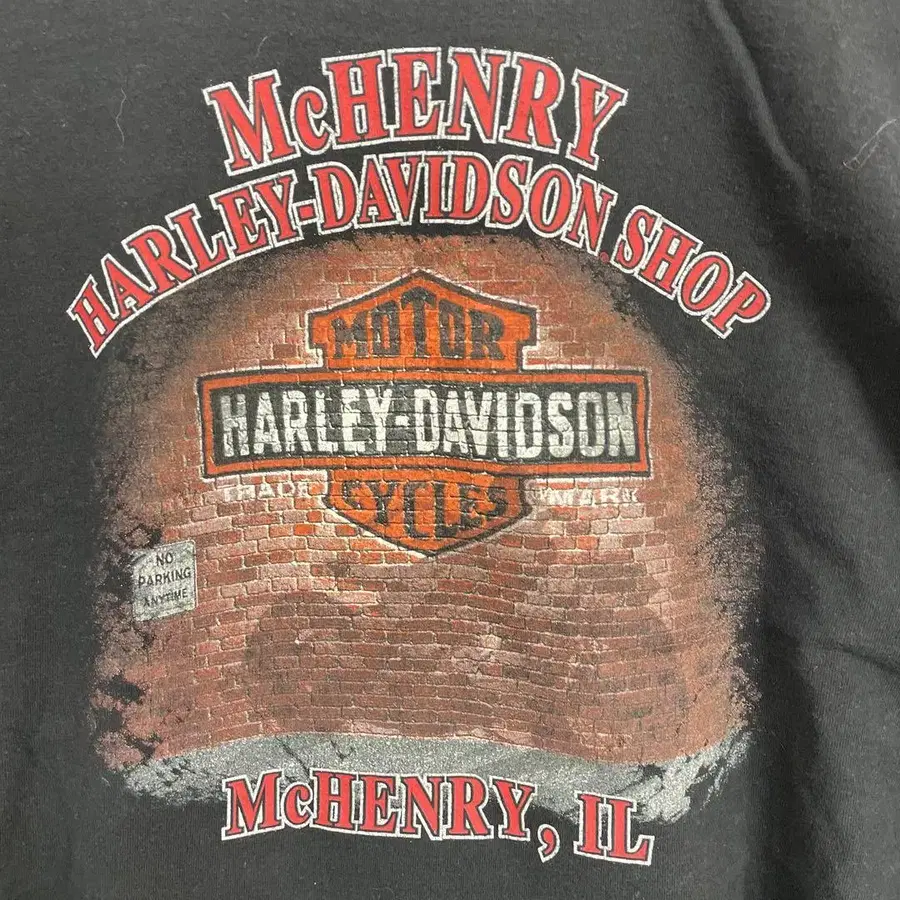 McHENRY
HARLEY-DAVIDSON SHOP
MOTOR
HARLEY-DAVIDSON
TRADE MARK
CYCLES
NO
PARKING
ANYTIME
McHENRY, IL